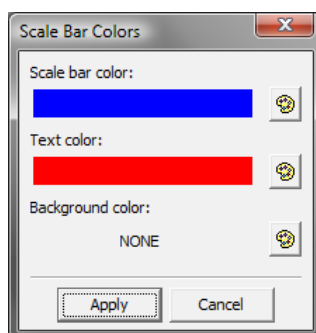 Scale Bar Colors
Scale bar color:
Text color:
Background color:
NONE
Apply Cancel